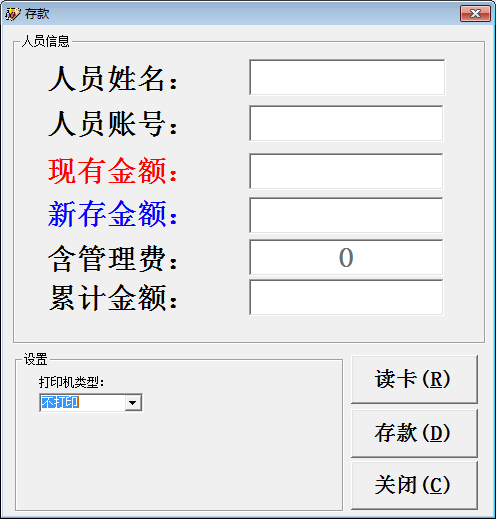 存款
人员信息
人员姓名：
人员账号：
现有金额：
新存金额：
含管理费： 0
累计金额：
设置
打印机类型：
不打印
读卡(R)
存款(D)
关闭(C)